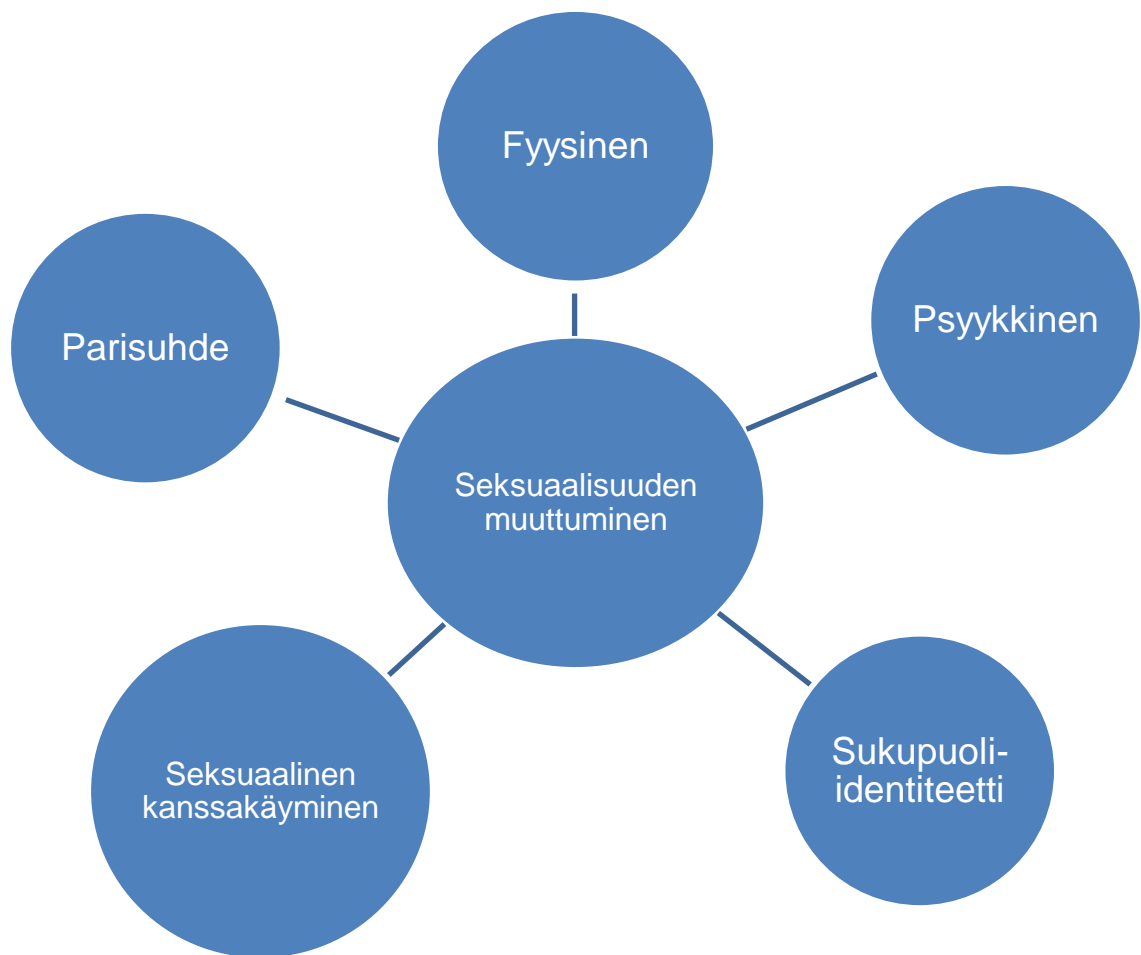 Fyysinen
Psyykkinen
Parisuhde
Seksuaalisuuden
muuttuminen
Sukupuoli-
identiteetti
Seksuaalinen
kanssakäyminen